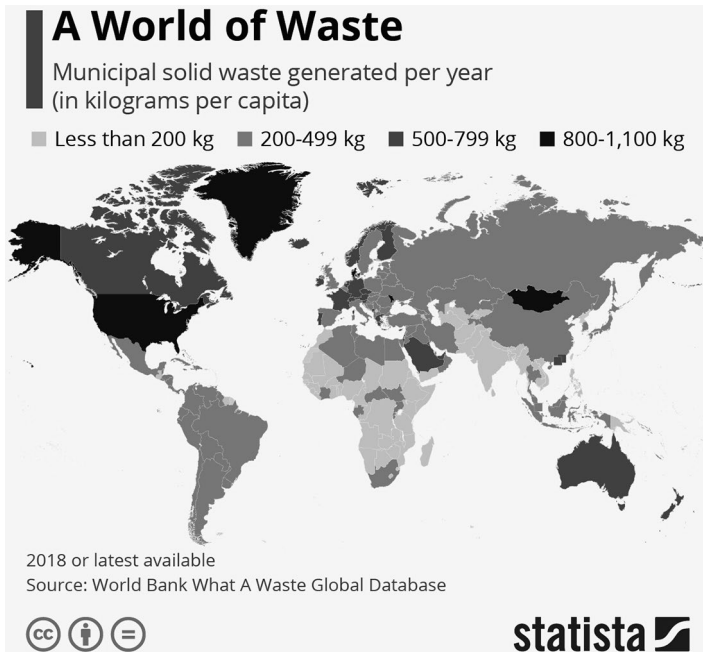 A World of Waste
Municipal solid waste generated per year
(in kilograms per capita)
Less than 200 kg 200-499 kg 500-799 kg 800-1,100 kg
2018 or latest available
Source: World Bank What A Waste Global Database
cc
statista